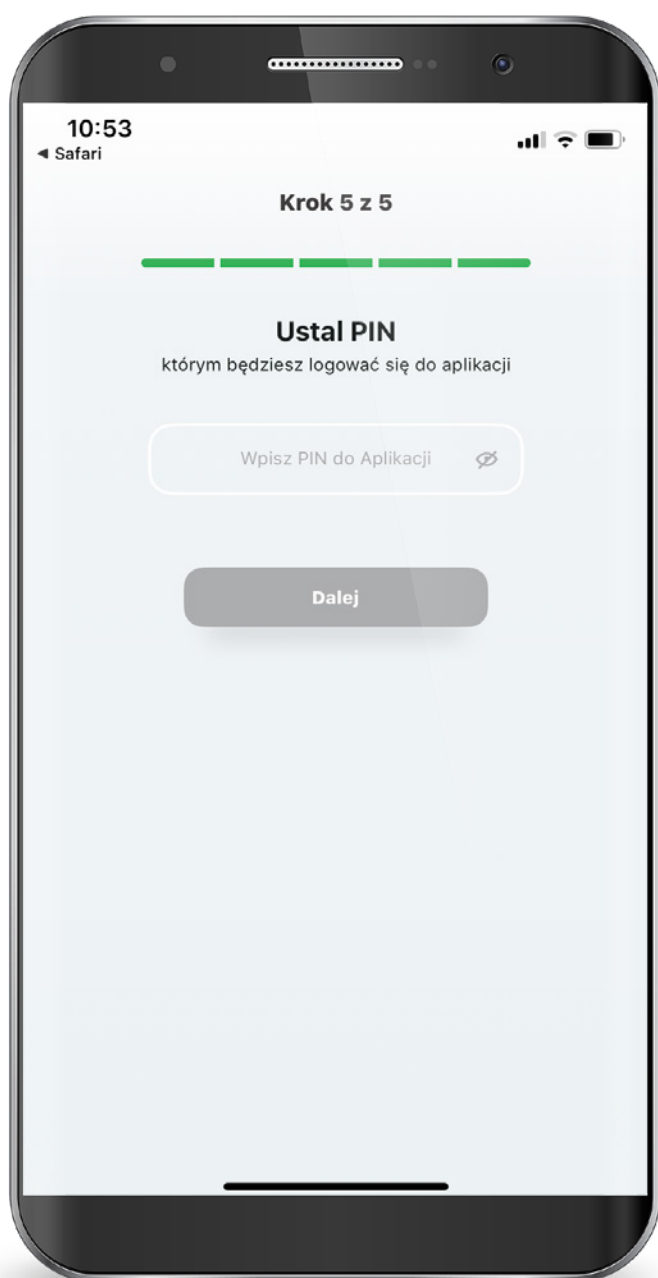 10:53
◀ Safari
Krok 5 z 5
Ustal PIN
którym będziesz logować się do aplikacji
Wpisz PIN do Aplikacji
Dalej